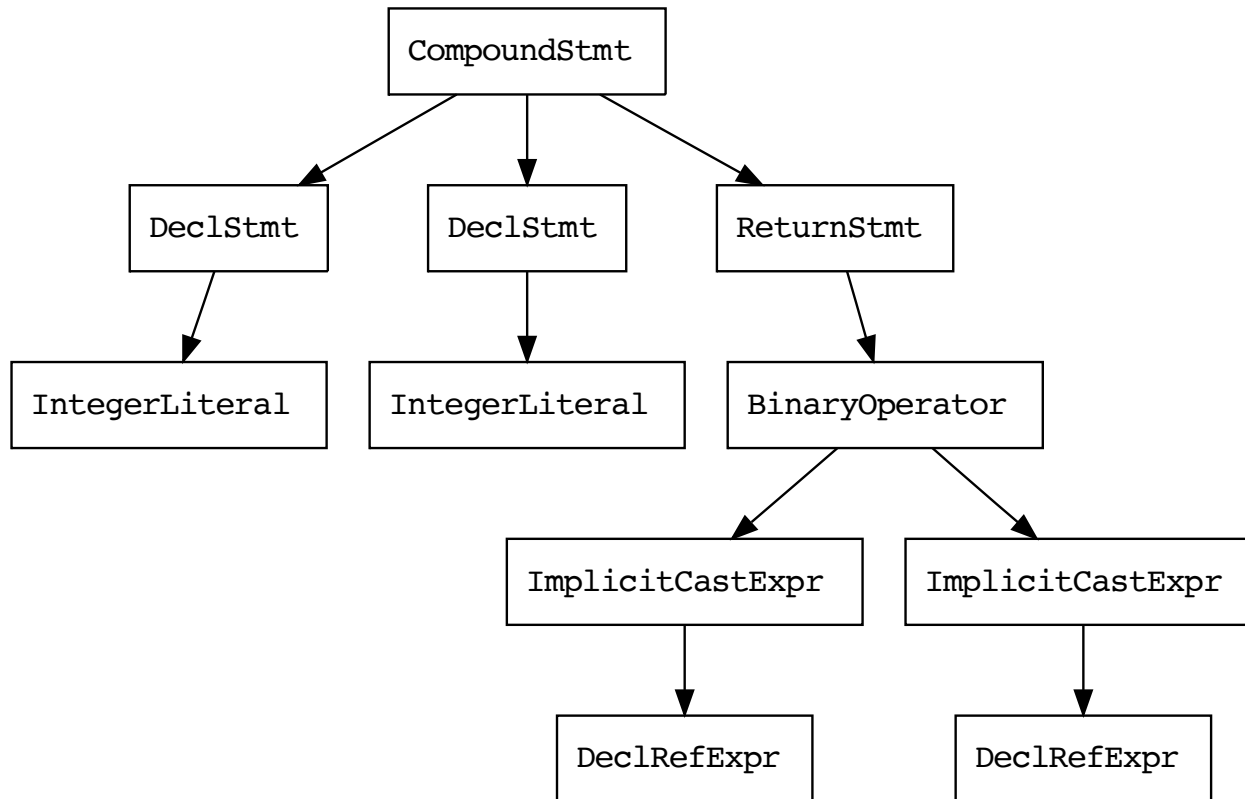 CompoundStmt
DeclStmt
DeclStmt
ReturnStmt
IntegerLiteral
IntegerLiteral
BinaryOperator
ImplicitCastExpr
ImplicitCastExpr
DeclRefExpr
DeclRefExpr